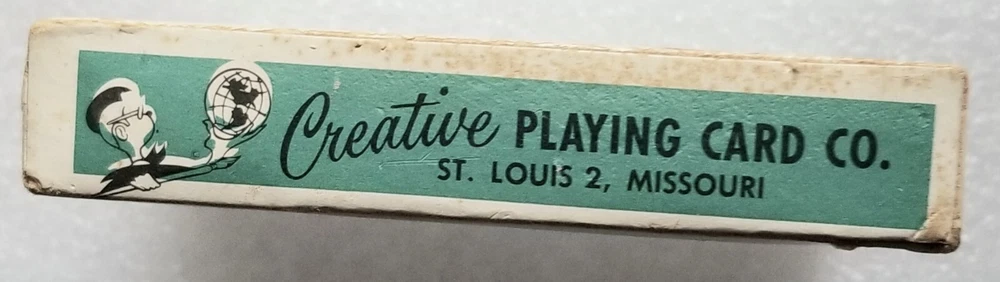 Creative PLAYING CARD CO.
ST. LOUIS 2, MISSOURI